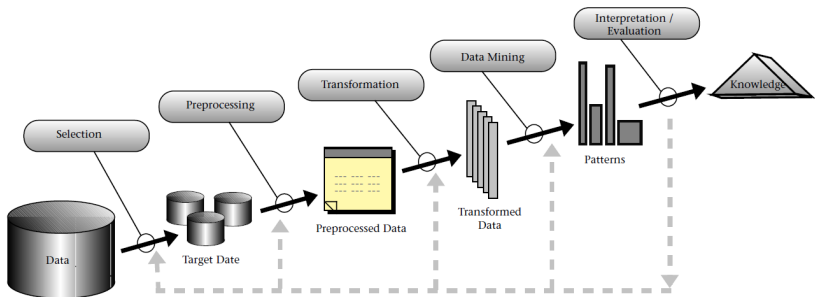 Interpretation /
Evaluation
Data Mining
Transformation
Preprocessing
Selection
Knowledge
Patterns
Transformed
Data
Preprocessed Data
Target Date
Data